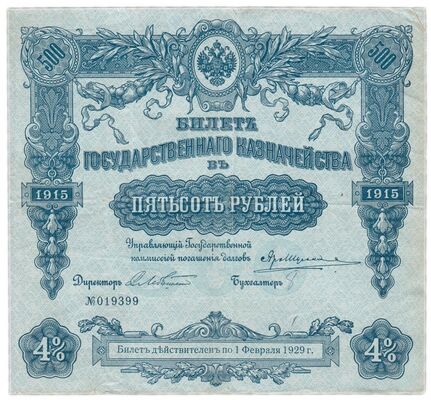 500 500
БИЛЕТЪ
ГОСУДАРСТВЕННАГО КАЗНАЧЕЙСТВА
ВЪ
1915 1915
ПЯТЬСОТЪ РУБЛЕЙ
Управляющій Государственной
коммиссіей погашенія долговъ
Директоръ Бухгалтеръ
№019399
4% 4%
Билетъ дѣйствителенъ по 1 Февраля 1929 г.